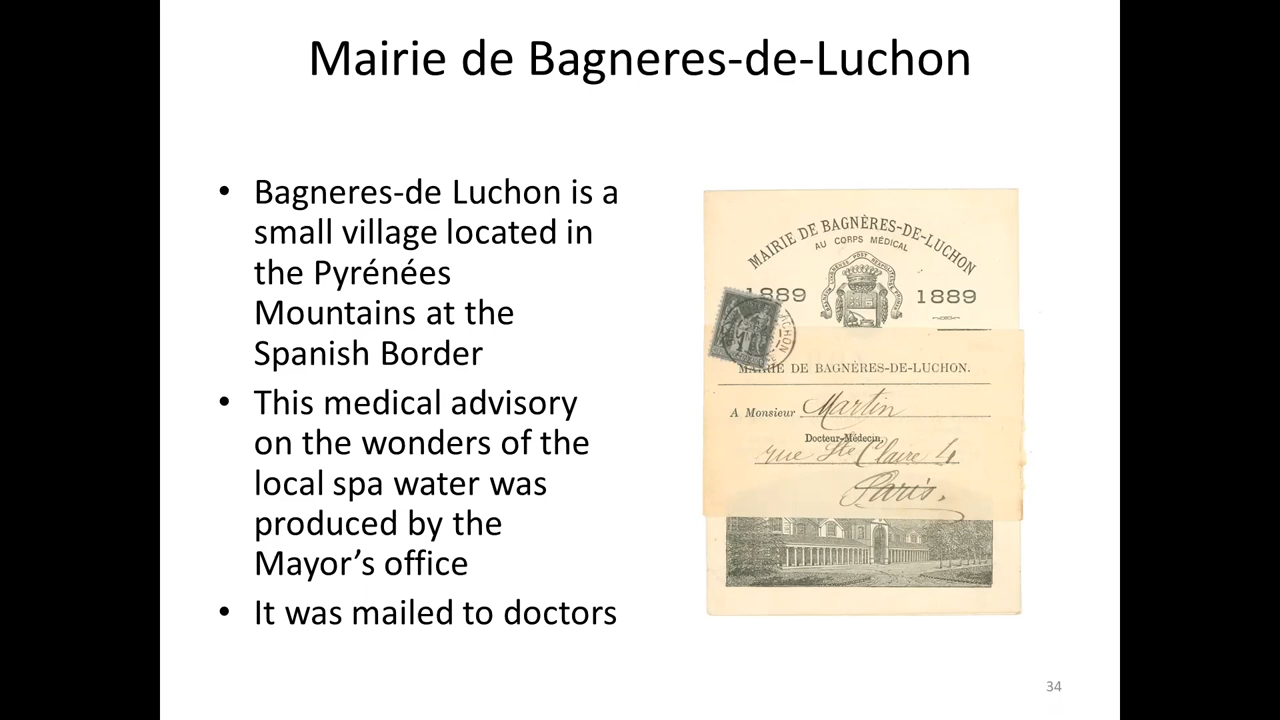 Mairie de Bagneres-de-Luchon
• Bagneres-de Luchon is a
small village located in
the Pyrénées
Mountains at the
Spanish Border
• This medical advisory
on the wonders of the
local spa water was
produced by the
Mayor’s office
• It was mailed to doctors
MAIRIE DE BAGNÈRES-DE-LUCHON
AU CORPS MÉDICAL
1889 1889
MAIRIE DE BAGNÈRES-DE-LUCHON.
A Monsieur Martin
Docteur-Médecin,
rue Ste Claire 4
Paris.
34